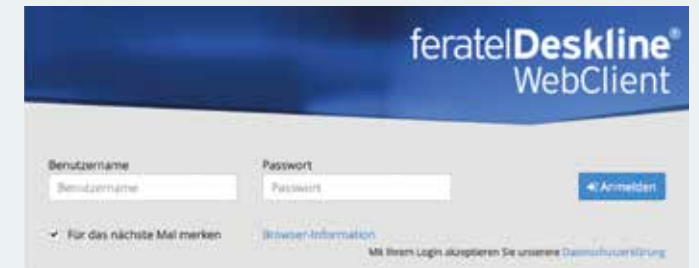 feratelDeskline®
WebClient
Benutzername Passwort
Benutzername Passwort Anmelden
Für das nächste Mal merken Browser-Information
Mit Ihrem Login akzeptieren Sie unserere Datenschutzerklärung